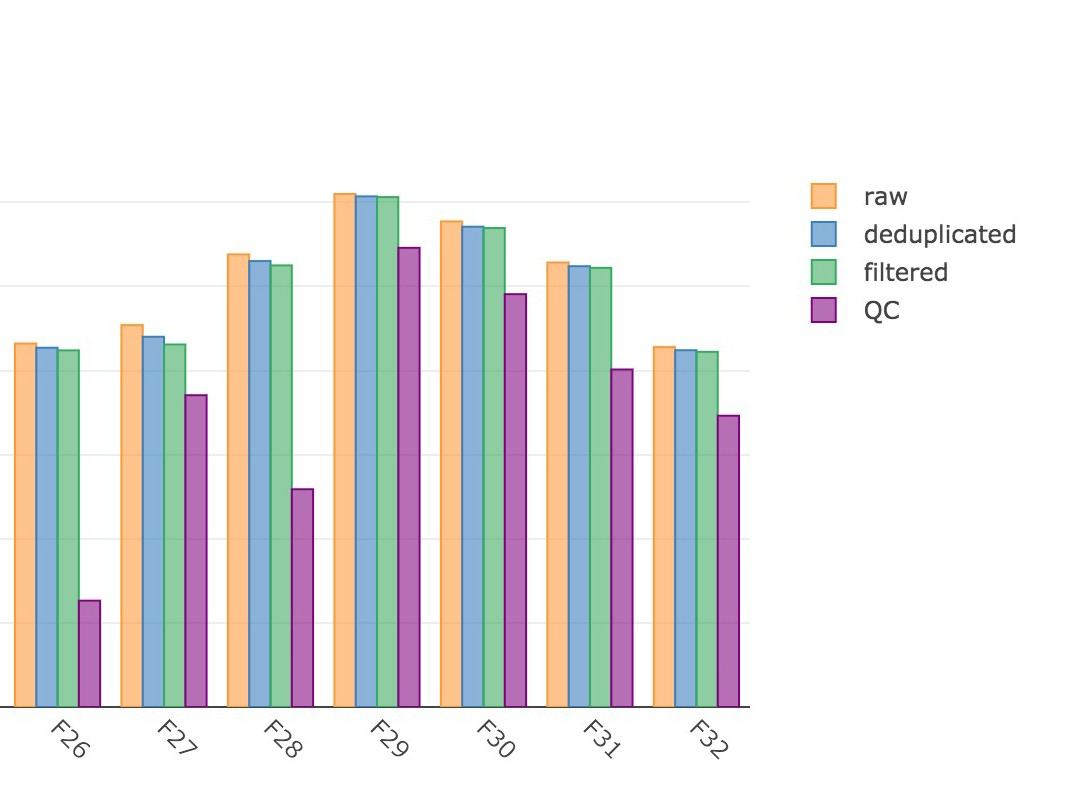 raw
deduplicated
filtered
QC
F26
F27
F28
F29
F30
F31
F32